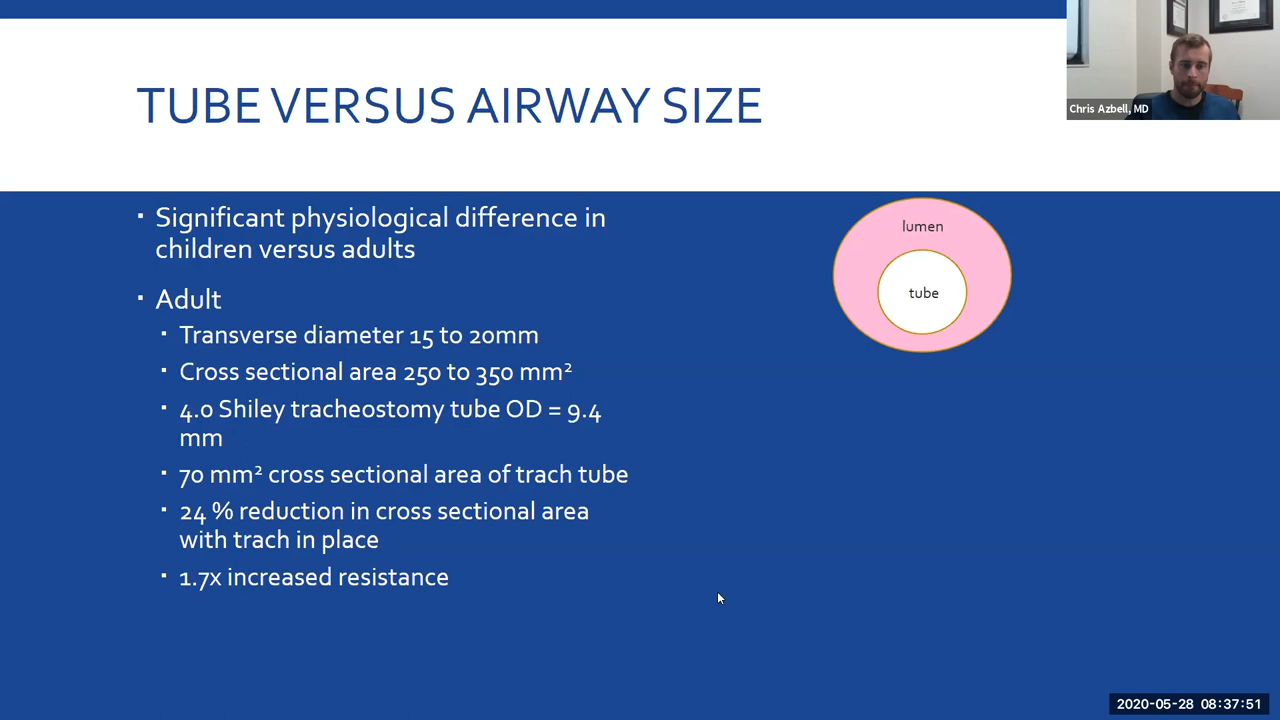 TUBE VERSUS AIRWAY SIZE
Chris Azbell, MD
▪ Significant physiological difference in
children versus adults
▪ Adult
▪ Transverse diameter 15 to 20mm
▪ Cross sectional area 250 to 350 mm²
▪ 4.0 Shiley tracheostomy tube OD = 9.4
mm
▪ 70 mm² cross sectional area of trach tube
▪ 24 % reduction in cross sectional area
with trach in place
▪ 1.7x increased resistance
lumen
tube
2020-05-28 08:37:51